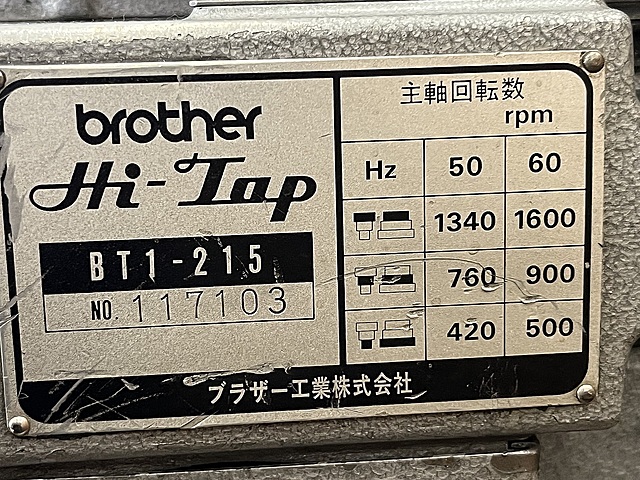 brother
Hi-Tap
BT1-215
NO. 117103
主軸回転数
rpm
Hz 50 60
1340 1600
760 900
420 500
ブラザー工業株式会社